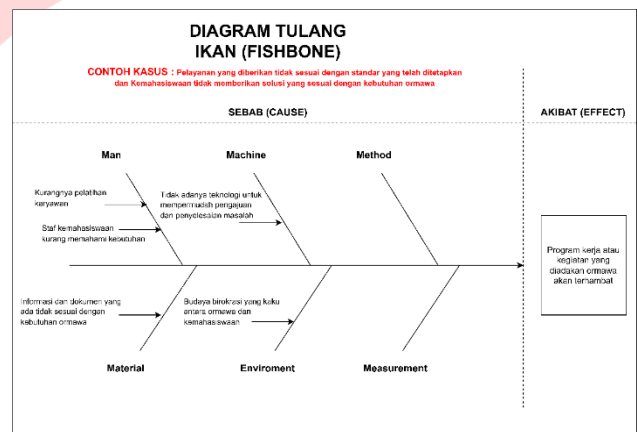 DIAGRAM TULANG
IKAN (FISHBONE)
CONTOH KASUS : Pelayanan yang diberikan tidak sesuai dengan standar yang telah ditetapkan
dan Kemahasiswaan tidak memberikan solusi yang sesuai dengan kebutuhan ormawa
SEBAB (CAUSE)
AKIBAT (EFFECT)
Man
Machine
Method
Kurangnya pelatihan
karyawan
Tidak adanya teknologi untuk
mempermudah pengajuan
dan penyelesaian masalah
Staf kemahasiswaan
kurang memahami kebutuhan
Program kerja atau
kegiatan yang
diadakan ormawa
akan terhambat
Informasi dan dokumen yang
ada tidak sesuai dengan
kebutuhan ormawa
Budaya birokrasi yang kaku
antara ormawa dan
kemahasiswaan
Material
Enviroment
Measurement